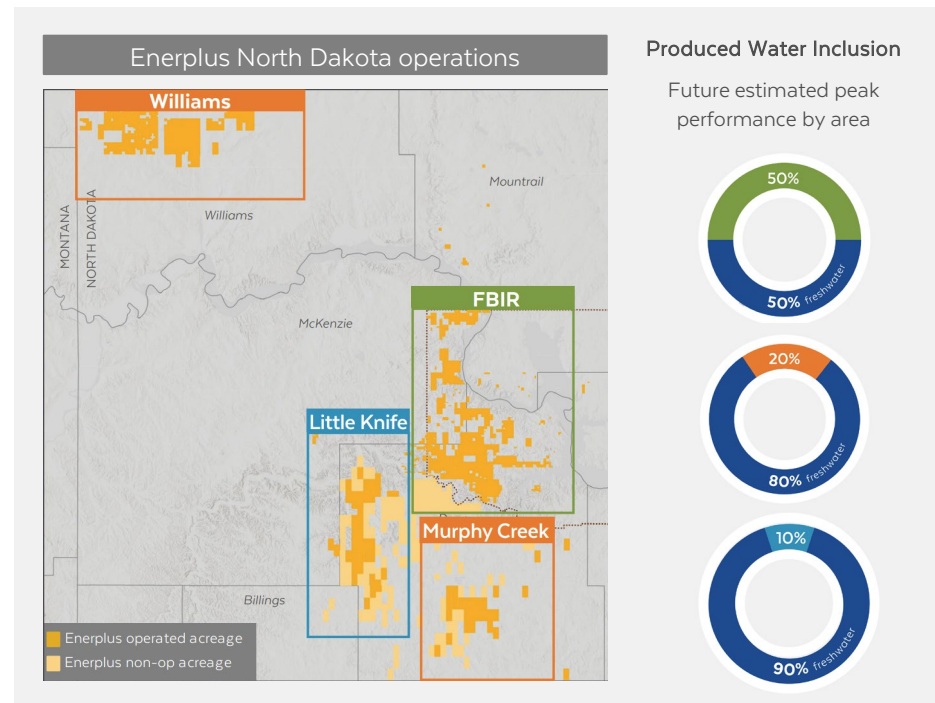 Enerplus North Dakota operations
Williams
Mountrail
Williams
MONTANA
NORTH DAKOTA
FBIR
McKenzie
Little Knife
Murphy Creek
Billings
Enerplus operated acreage
Enerplus non-op acreage
Produced Water Inclusion
Future estimated peak
performance by area
50%
50% freshwater
20%
80% freshwater
10%
90% freshwater